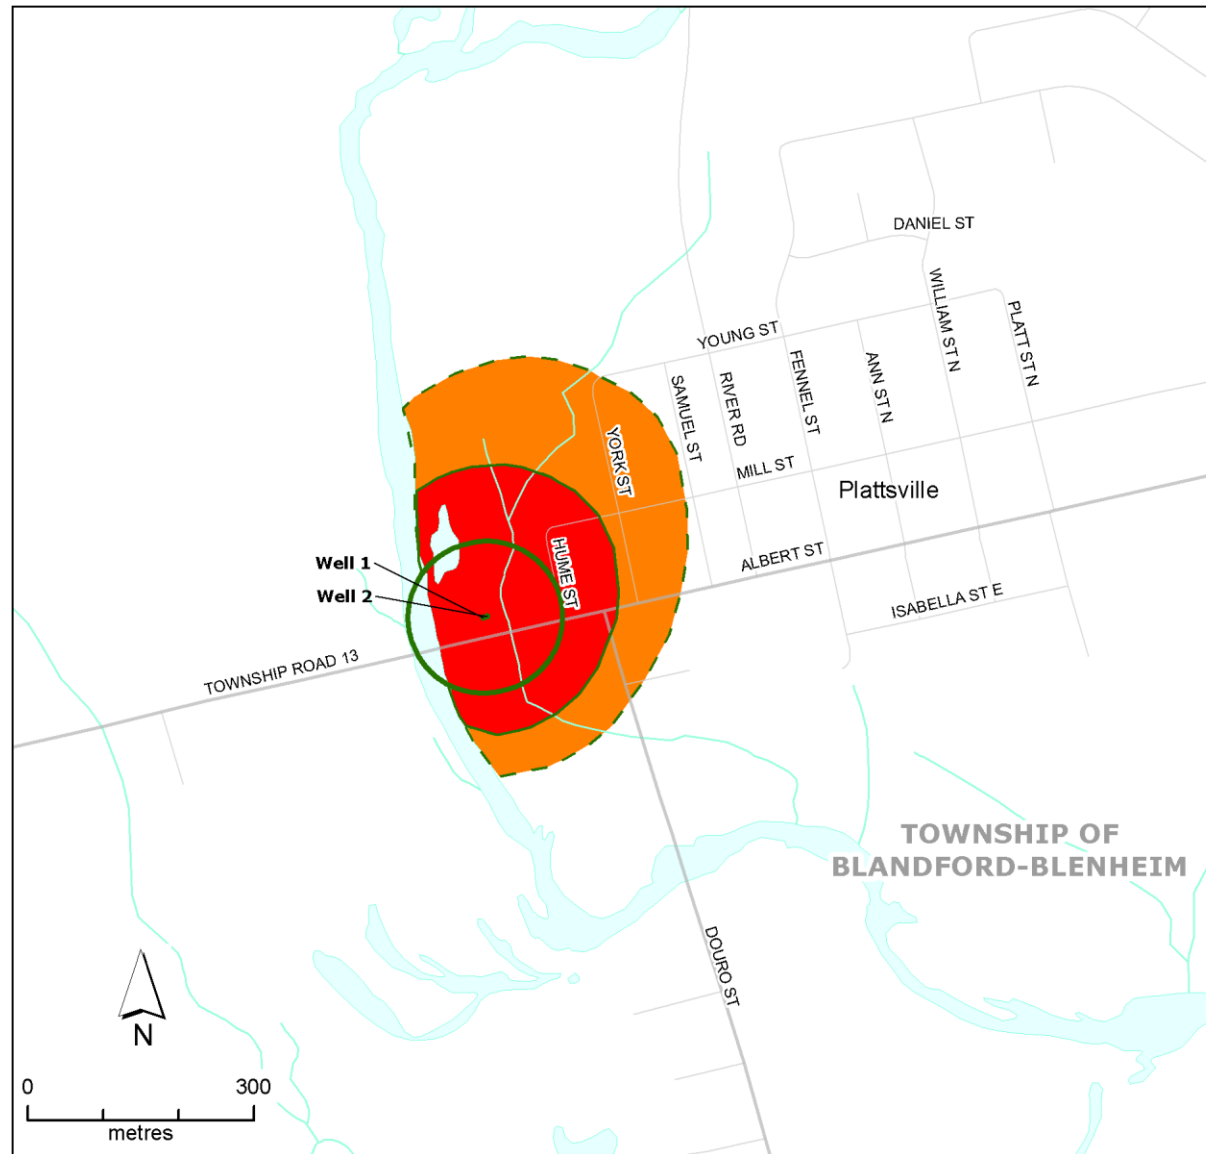 DANIEL ST
WILLIAM ST N
PLATT ST N
YOUNG ST
FENNEL ST
ANN ST N
SAMUEL ST
RIVER RD
YORK ST
MILL ST
Plattsville
HUME ST
ALBERT ST
Well 1
Well 2
ISABELLA ST E
TOWNSHIP ROAD 13
TOWNSHIP OF
BLANDFORD-BLENHEIM
DOURO ST
N
0 300
metres